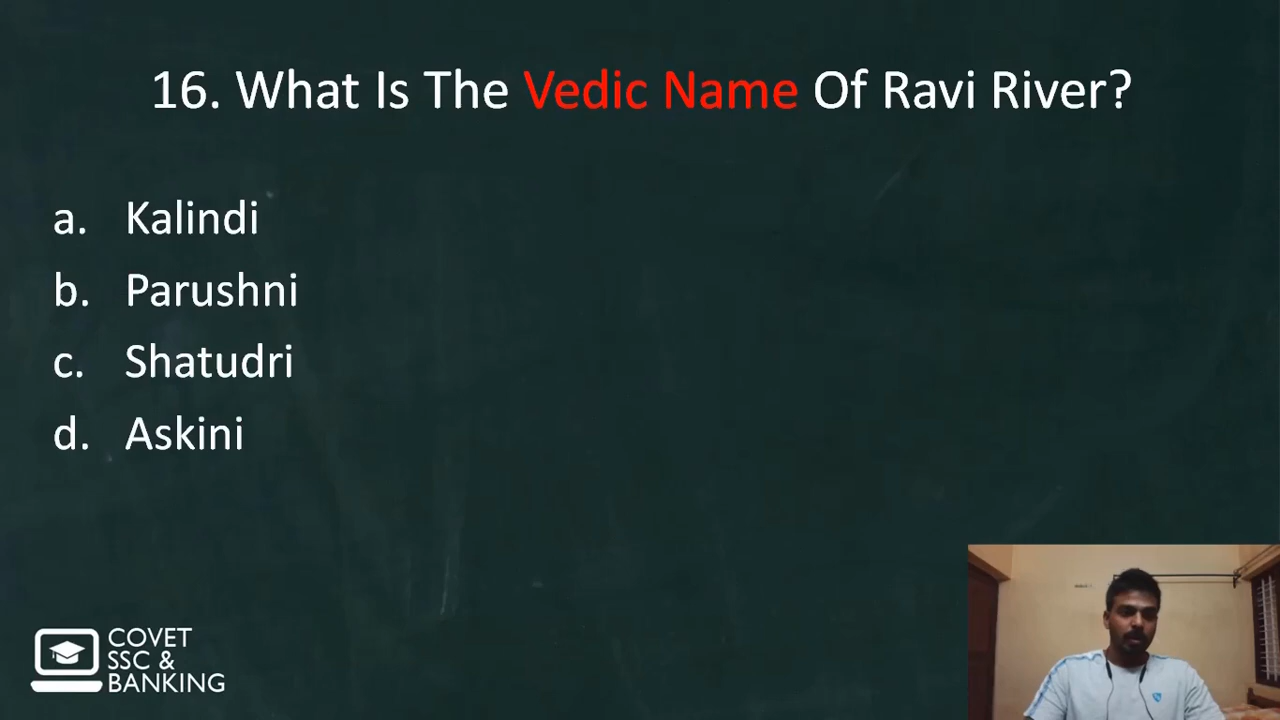 16. What Is The Vedic Name Of Ravi River?
a. Kalindi
b. Parushni
c. Shatudri
d. Askini
COVET
SSC &
BANKING